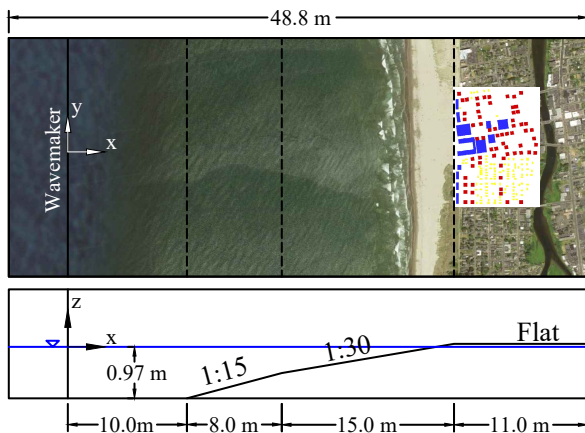 48.8 m
Wavemaker
y
x
z
x
0.97 m
1:15
1:30
Flat
10.0m
8.0 m
15.0 m
11.0 m